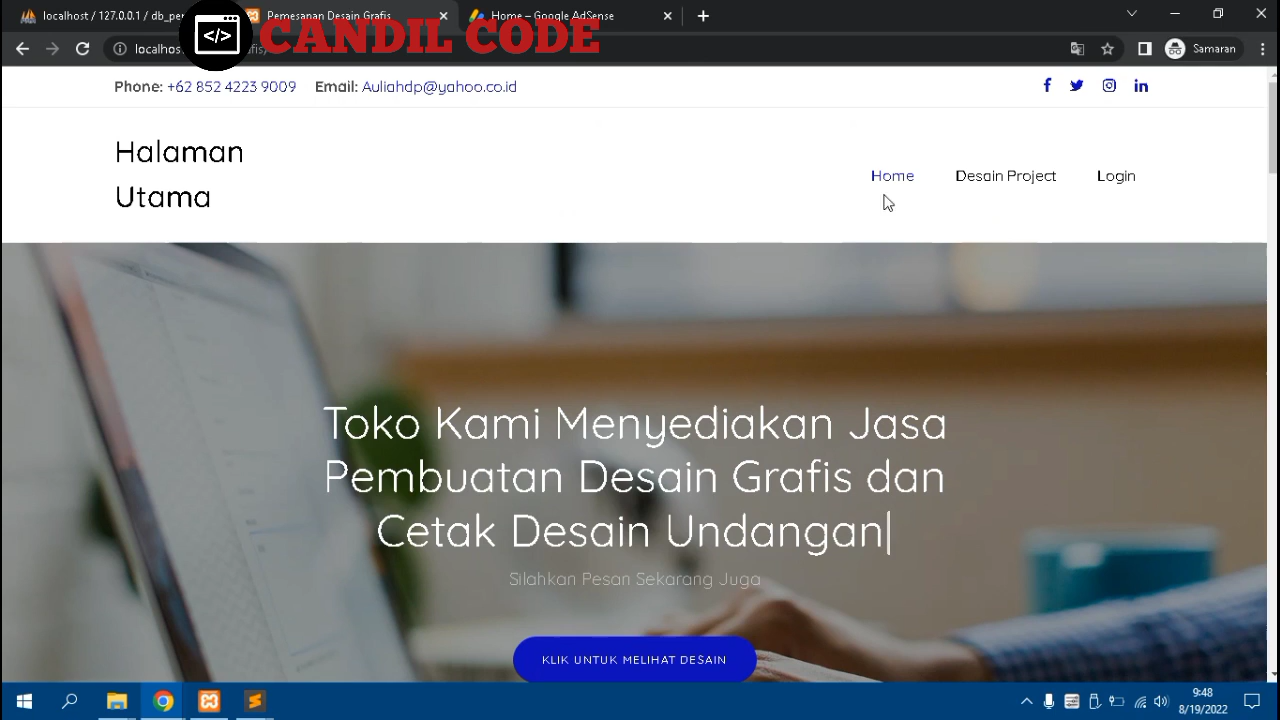 localhost / 127.0.0.1 / db_per
Pemesanan Desain Grafis
Home – Google AdSense
</> CANDIL CODE
localhos
Samaran
Phone: +62 852 4223 9009 Email: Auliahdp@yahoo.co.id
Halaman
Utama
Home Desain Project Login
Toko Kami Menyediakan Jasa
Pembuatan Desain Grafis dan
Cetak Desain Undangan|
Silahkan Pesan Sekarang Juga
KLIK UNTUK MELIHAT DESAIN
9:48
8/19/2022